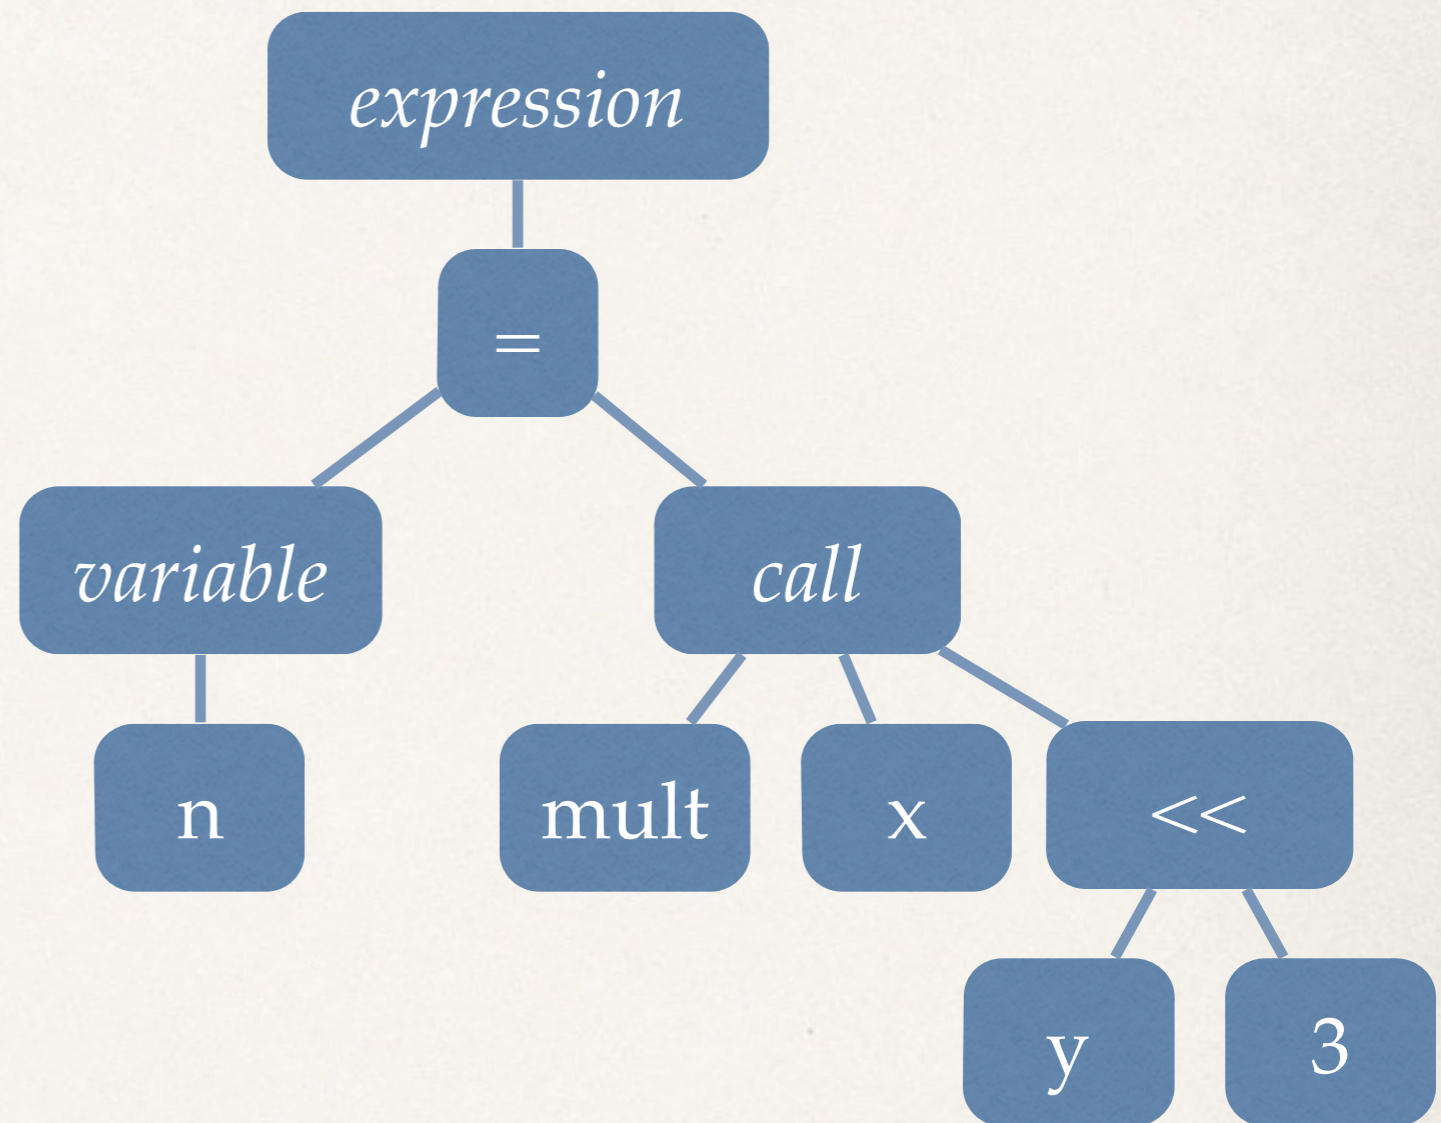 expression
=
variable
call
n
mult
x
<<
y
3